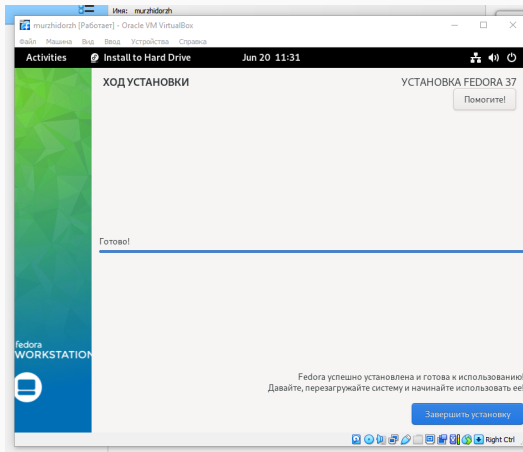 Имя: murzhidorzh
murzhidorzh [Работает] - Oracle VM VirtualBox
Файл Машина Вид Ввод Устройства Справка
Activities Install to Hard Drive Jun 20 11:31
ХОД УСТАНОВКИ УСТАНОВКА FEDORA 37
Помогите!
Готово!
fedora
WORKSTATION
Fedora успешно установлена и готова к использованию!
Давайте, перезагружайте систему и начинайте использовать ее!
Завершить установку
Right Ctrl